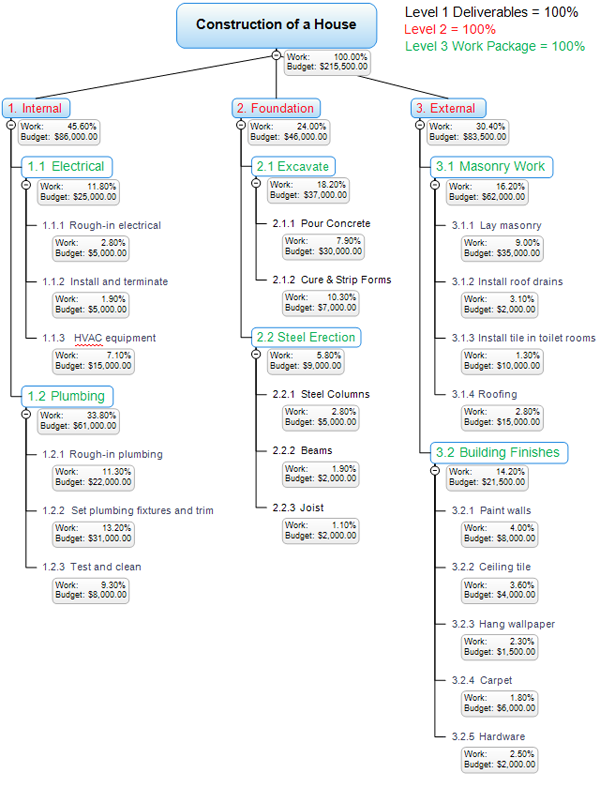 Construction of a House
Level 1 Deliverables = 100%
Level 2 = 100%
Level 3 Work Package = 100%
Work: 100.00%
Budget: $215,500.00
1. Internal
Work: 45.60%
Budget: $86,000.00
1.1 Electrical
Work: 11.80%
Budget: $25,000.00
1.1.1 Rough-in electrical
Work: 2.80%
Budget: $5,000.00
1.1.2 Install and terminate
Work: 1.90%
Budget: $5,000.00
1.1.3 HVAC equipment
Work: 7.10%
Budget: $15,000.00
1.2 Plumbing
Work: 33.80%
Budget: $61,000.00
1.2.1 Rough-in plumbing
Work: 11.30%
Budget: $22,000.00
1.2.2 Set plumbing fixtures and trim
Work: 13.20%
Budget: $31,000.00
1.2.3 Test and clean
Work: 9.30%
Budget: $8,000.00
2. Foundation
Work: 24.00%
Budget: $46,000.00
2.1 Excavate
Work: 18.20%
Budget: $37,000.00
2.1.1 Pour Concrete
Work: 7.90%
Budget: $30,000.00
2.1.2 Cure & Strip Forms
Work: 10.30%
Budget: $7,000.00
2.2 Steel Erection
Work: 5.80%
Budget: $9,000.00
2.2.1 Steel Columns
Work: 2.80%
Budget: $5,000.00
2.2.2 Beams
Work: 1.90%
Budget: $2,000.00
2.2.3 Joist
Work: 1.10%
Budget: $2,000.00
3. External
Work: 30.40%
Budget: $83,500.00
3.1 Masonry Work
Work: 16.20%
Budget: $62,000.00
3.1.1 Lay masonry
Work: 9.00%
Budget: $35,000.00
3.1.2 Install roof drains
Work: 3.10%
Budget: $2,000.00
3.1.3 Install tile in toilet rooms
Work: 1.30%
Budget: $10,000.00
3.1.4 Roofing
Work: 2.80%
Budget: $15,000.00
3.2 Building Finishes
Work: 14.20%
Budget: $21,500.00
3.2.1 Paint walls
Work: 4.00%
Budget: $8,000.00
3.2.2 Ceiling tile
Work: 3.60%
Budget: $4,000.00
3.2.3 Hang wallpaper
Work: 2.30%
Budget: $1,500.00
3.2.4 Carpet
Work: 1.80%
Budget: $6,000.00
3.2.5 Hardware
Work: 2.50%
Budget: $2,000.00